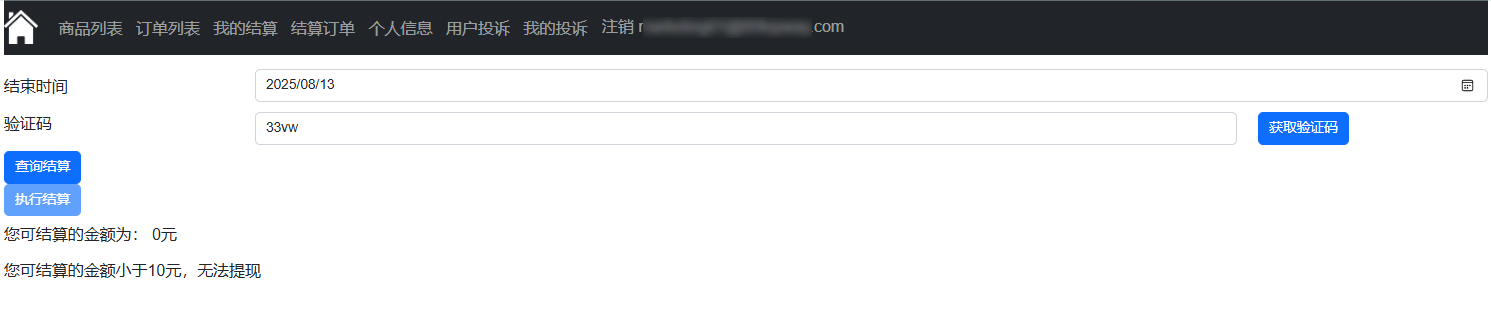 商品列表 订单列表 我的结算 结算订单 个人信息 用户投诉 我的投诉 注销 .com
结束时间 2025/08/13
验证码 33vw 获取验证码
查询结算
执行结算
您可结算的金额为： 0元
您可结算的金额小于10元，无法提现